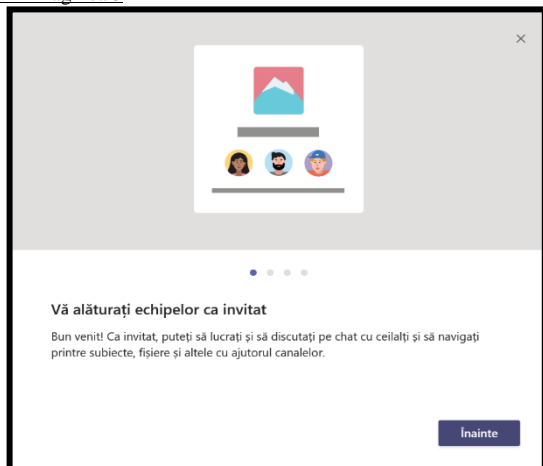 Vă alăturați echipelor ca invitat
Bun venit! Ca invitat, puteți să lucrați și să discutați pe chat cu ceilalți și să navigați
printre subiecte, fișiere și altele cu ajutorul canalelor.
Înainte